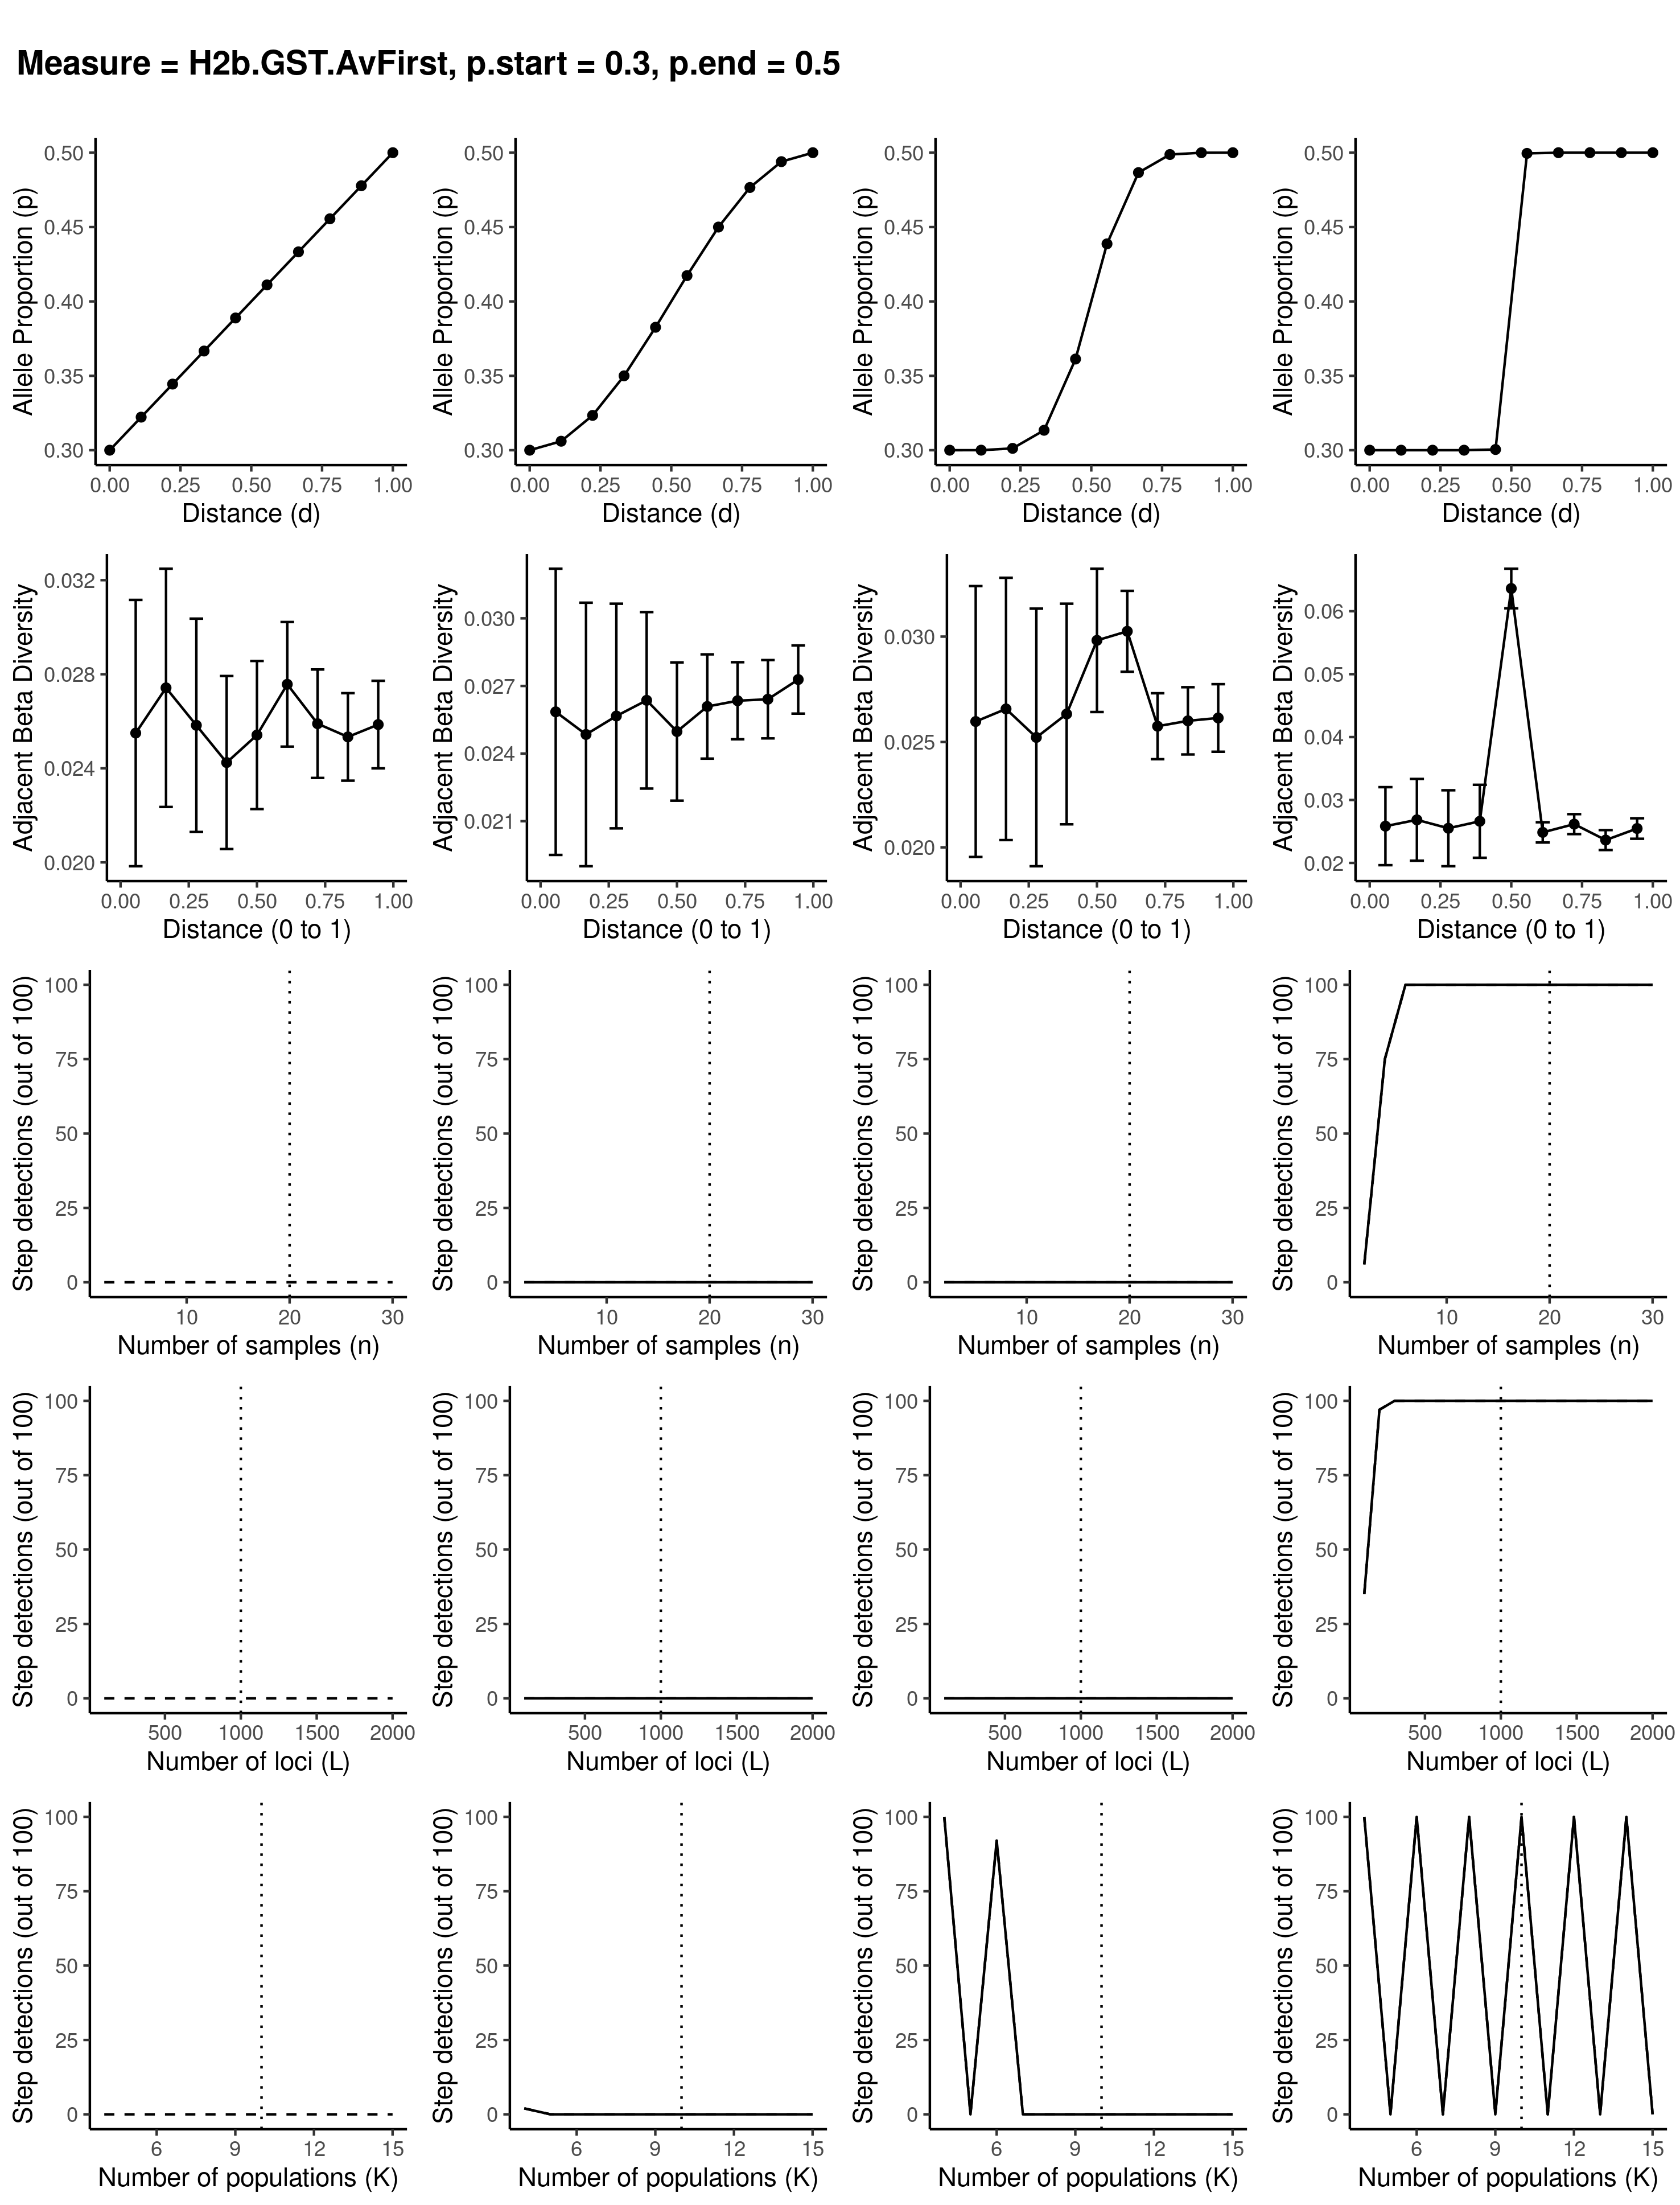 Measure = H2b.GST.AvFirst, p.start = 0.3, p.end = 0.5
Allele Proportion (p)
0.50
0.45
0.40
0.35
0.30
0.00 0.25 0.50 0.75 1.00
Distance (d)
Allele Proportion (p)
0.50
0.45
0.40
0.35
0.30
0.00 0.25 0.50 0.75 1.00
Distance (d)
Allele Proportion (p)
0.50
0.45
0.40
0.35
0.30
0.00 0.25 0.50 0.75 1.00
Distance (d)
Allele Proportion (p)
0.50
0.45
0.40
0.35
0.30
0.00 0.25 0.50 0.75 1.00
Distance (d)
Adjacent Beta Diversity
0.032
0.028
0.024
0.020
0.00 0.25 0.50 0.75 1.00
Distance (0 to 1)
Adjacent Beta Diversity
0.030
0.027
0.024
0.021
0.00 0.25 0.50 0.75 1.00
Distance (0 to 1)
Adjacent Beta Diversity
0.030
0.025
0.020
0.00 0.25 0.50 0.75 1.00
Distance (0 to 1)
Adjacent Beta Diversity
0.06
0.05
0.04
0.03
0.02
0.00 0.25 0.50 0.75 1.00
Distance (0 to 1)
Step detections (out of 100)
100
75
50
25
0
10 20 30
Number of samples (n)
Step detections (out of 100)
100
75
50
25
0
10 20 30
Number of samples (n)
Step detections (out of 100)
100
75
50
25
0
10 20 30
Number of samples (n)
Step detections (out of 100)
100
75
50
25
0
10 20 30
Number of samples (n)
Step detections (out of 100)
100
75
50
25
0
500 1000 1500 2000
Number of loci (L)
Step detections (out of 100)
100
75
50
25
0
500 1000 1500 2000
Number of loci (L)
Step detections (out of 100)
100
75
50
25
0
500 1000 1500 2000
Number of loci (L)
Step detections (out of 100)
100
75
50
25
0
500 1000 1500 2000
Number of loci (L)
Step detections (out of 100)
100
75
50
25
0
6 9 12 15
Number of populations (K)
Step detections (out of 100)
100
75
50
25
0
6 9 12 15
Number of populations (K)
Step detections (out of 100)
100
75
50
25
0
6 9 12 15
Number of populations (K)
Step detections (out of 100)
100
75
50
25
0
6 9 12 15
Number of populations (K)